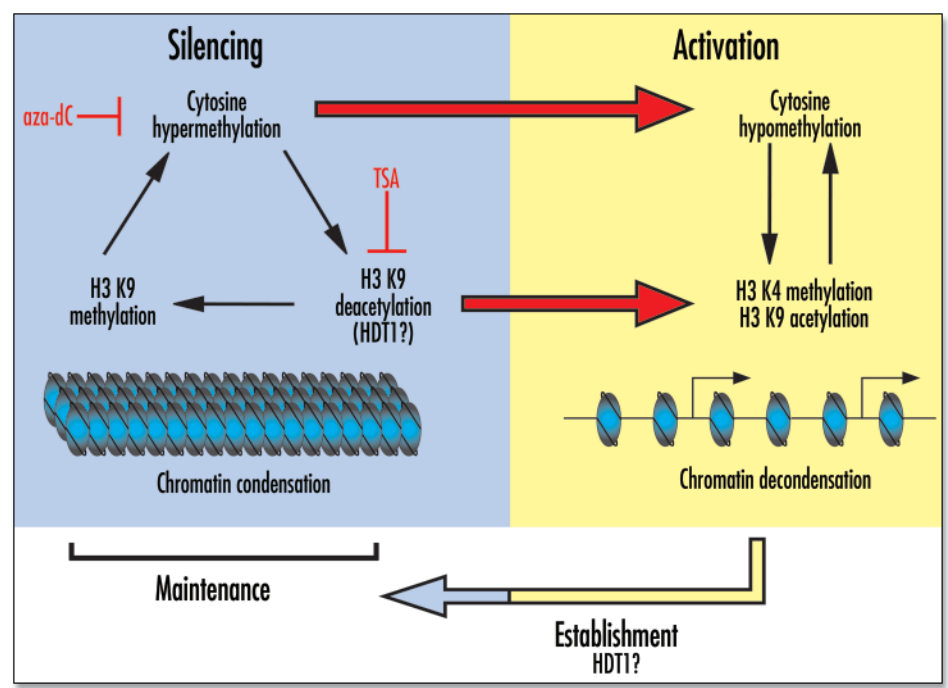 Silencing
Activation
aza-dC
Cytosine
hypermethylation
Cytosine
hypomethylation
TSA
H3 K9
methylation
H3 K9
deacetylation
(HDT1?)
H3 K4 methylation
H3 K9 acetylation
Chromatin condensation
Chromatin decondensation
Maintenance
Establishment
HDT1?